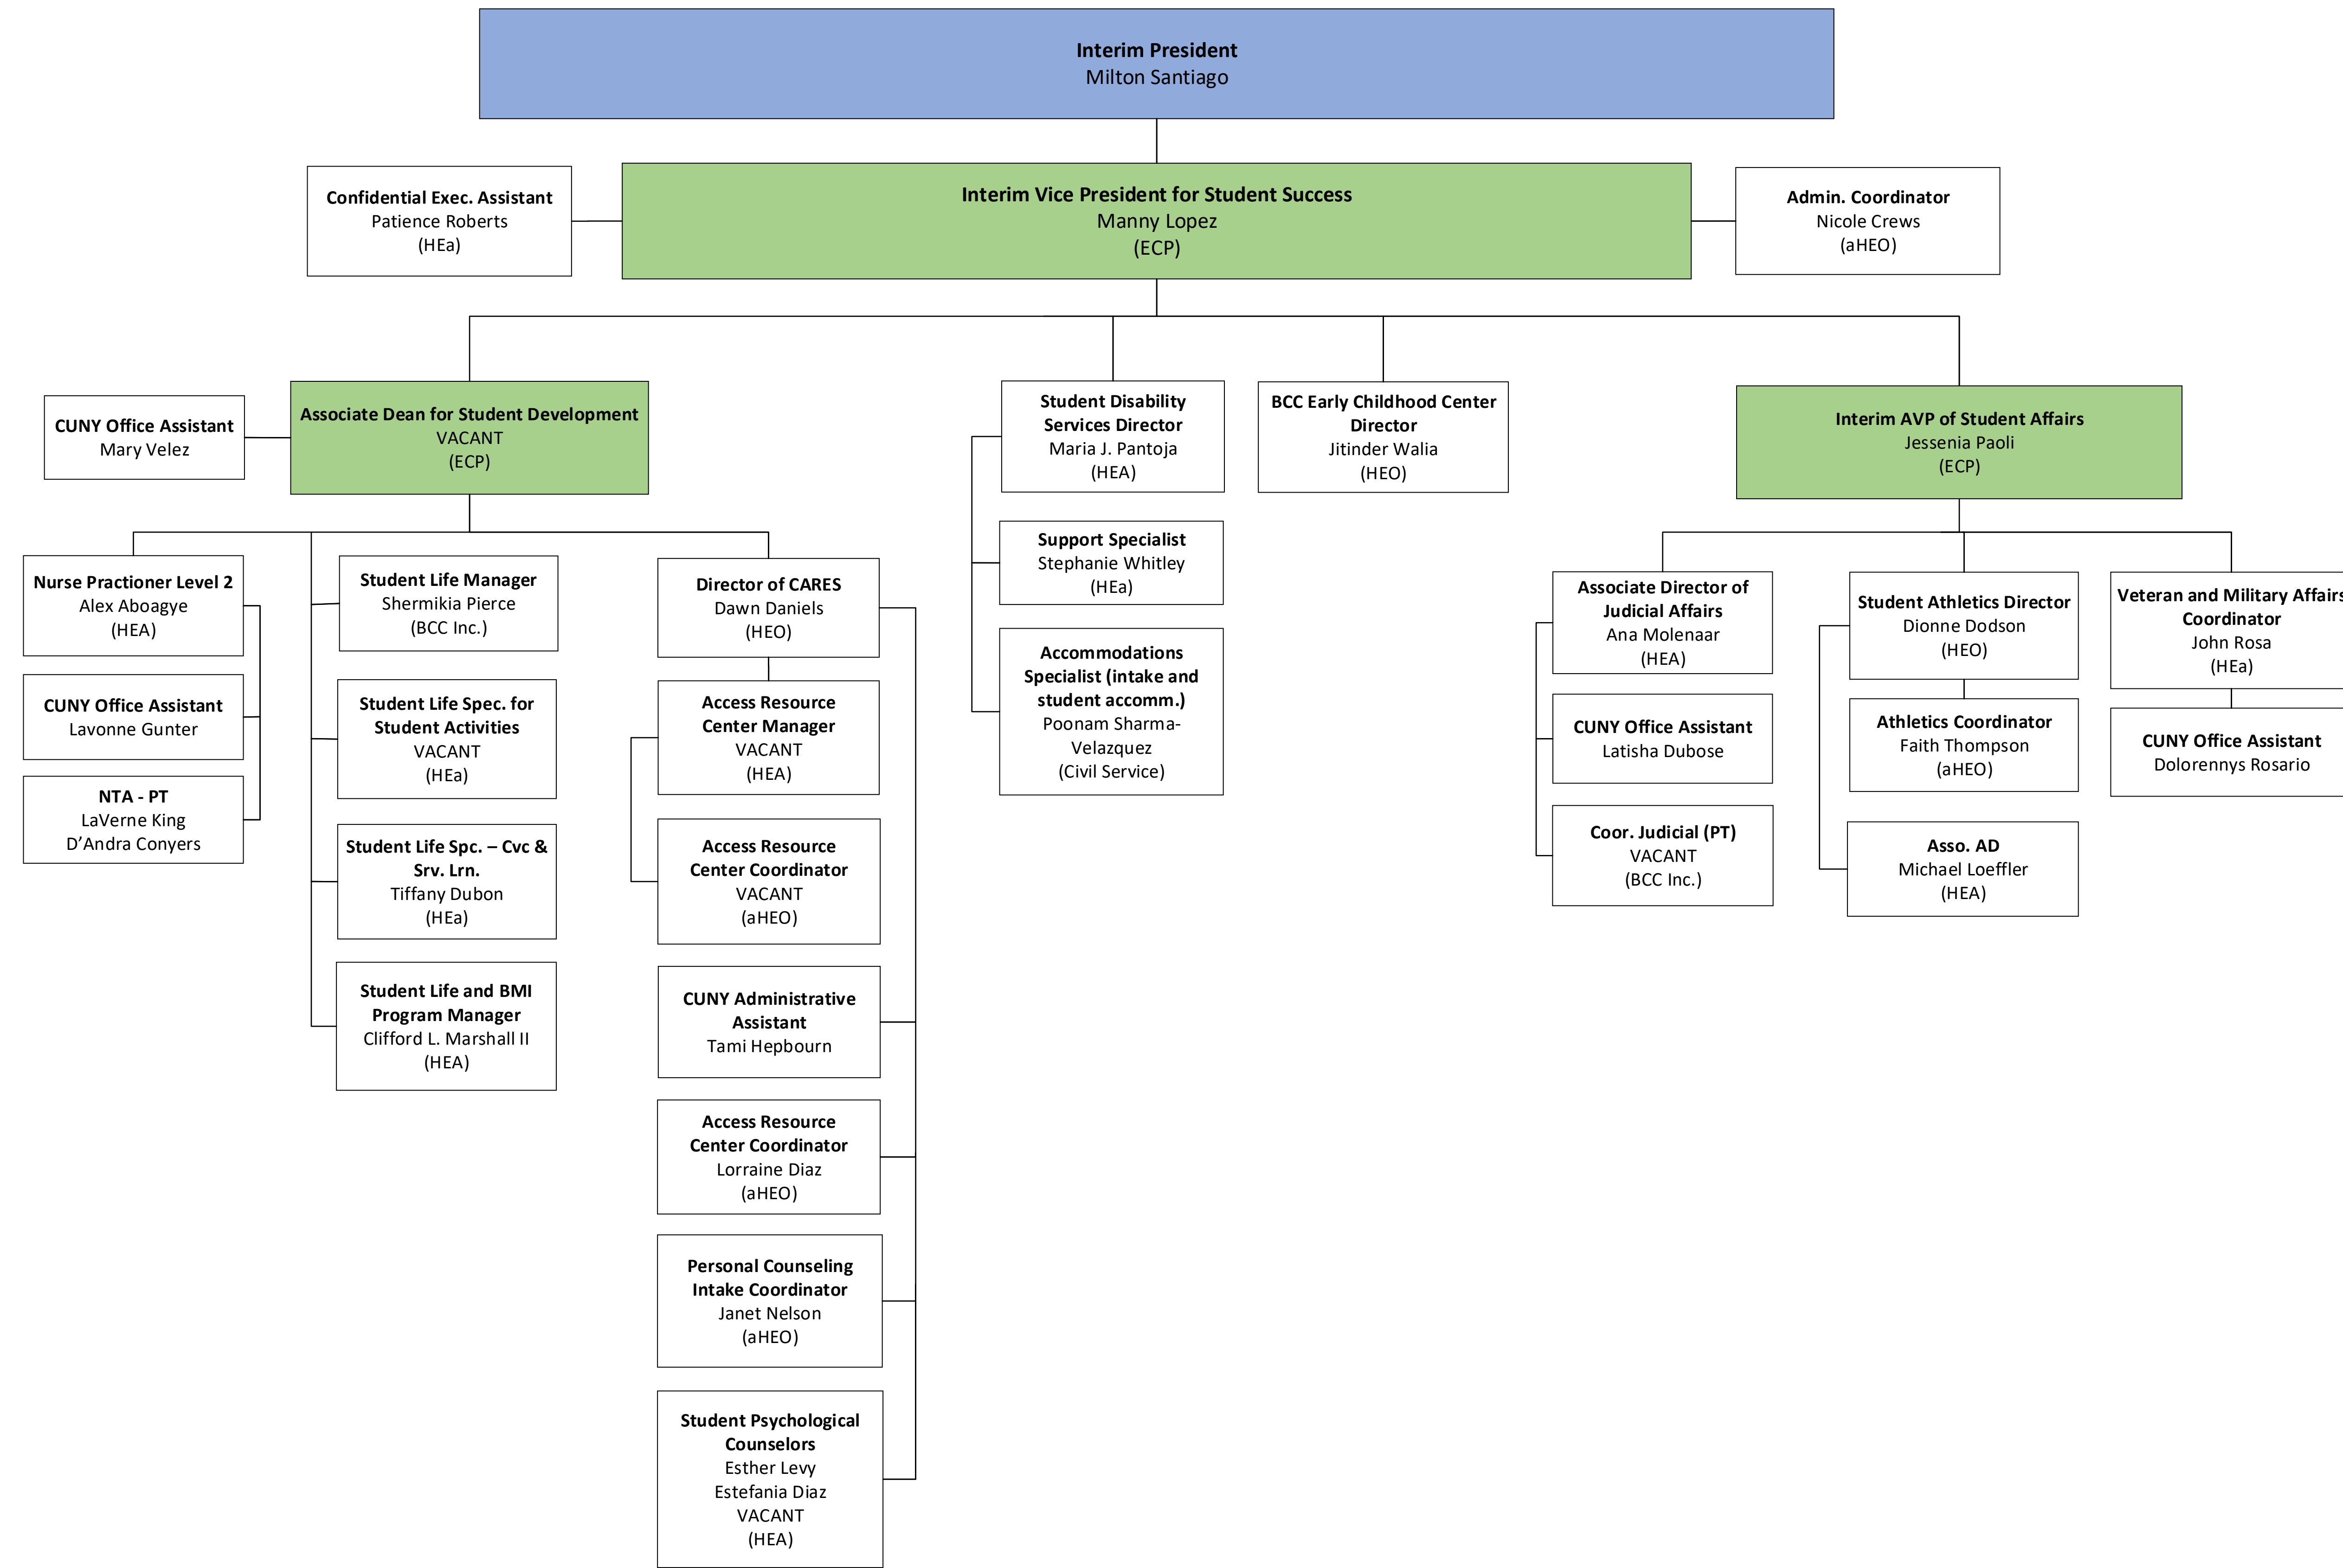 Interim President
Milton Santiago
Confidential Exec. Assistant
Patience Roberts
(HEa)
Interim Vice President for Student Success
Manny Lopez
(ECP)
Admin. Coordinator
Nicole Crews
(aHEO)
CUNY Office Assistant
Mary Velez
Associate Dean for Student Development
VACANT
(ECP)
Student Disability
Services Director
Maria J. Pantoja
(HEA)
BCC Early Childhood Center
Director
Jitinder Walia
(HEO)
Interim AVP of Student Affairs
Jessenia Paoli
(ECP)
Nurse Practioner Level 2
Alex Aboagye
(HEA)
CUNY Office Assistant
Lavonne Gunter
NTA - PT
LaVerne King
D’Andra Conyers
Student Life Manager
Shermikia Pierce
(BCC Inc.)
Student Life Spec. for
Student Activities
VACANT
(HEa)
Student Life Spc. – Cvc &
Srv. Lrn.
Tiffany Dubon
(HEa)
Student Life and BMI
Program Manager
Clifford L. Marshall II
(HEA)
Director of CARES
Dawn Daniels
(HEO)
Access Resource
Center Manager
VACANT
(HEA)
Access Resource
Center Coordinator
VACANT
(aHEO)
CUNY Administrative
Assistant
Tami Hepbourn
Access Resource
Center Coordinator
Lorraine Diaz
(aHEO)
Personal Counseling
Intake Coordinator
Janet Nelson
(aHEO)
Student Psychological
Counselors
Esther Levy
Estefania Diaz
VACANT
(HEA)
Support Specialist
Stephanie Whitley
(HEa)
Accommodations
Specialist (intake and
student accomm.)
Poonam Sharma-
Velazquez
(Civil Service)
Associate Director of
Judicial Affairs
Ana Molenaar
(HEA)
CUNY Office Assistant
Latisha Dubose
Coor. Judicial (PT)
VACANT
(BCC Inc.)
Student Athletics Director
Dionne Dodson
(HEO)
Athletics Coordinator
Faith Thompson
(aHEO)
Asso. AD
Michael Loeffler
(HEA)
Veteran and Military Affairs
Coordinator
John Rosa
(HEa)
CUNY Office Assistant
Dolorennys Rosario